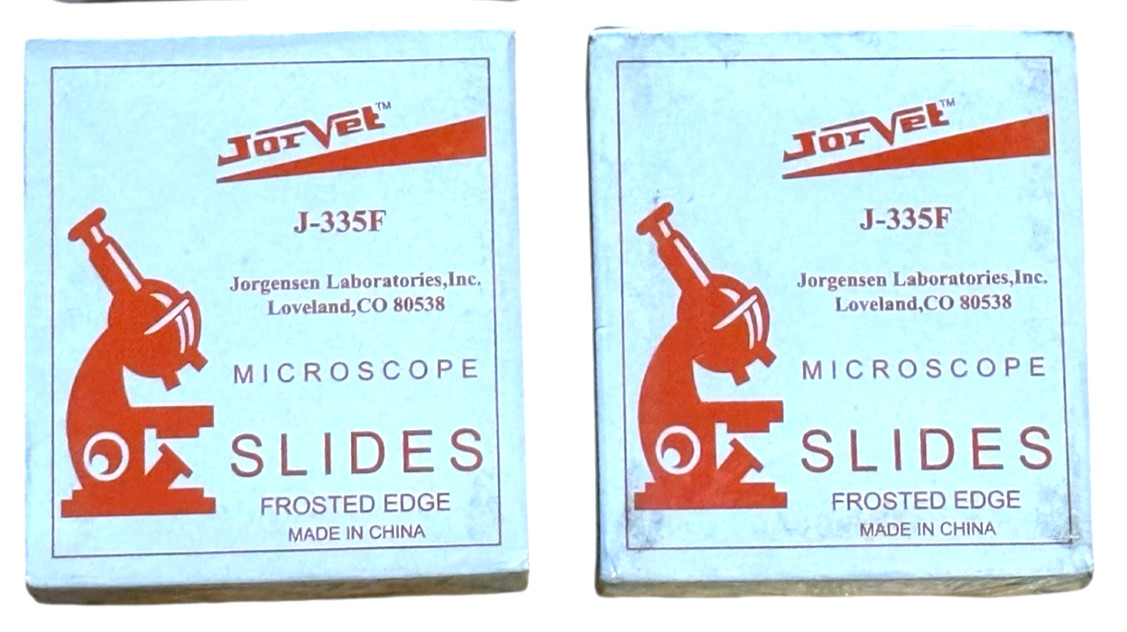 JorVet™
J-335F
Jorgensen Laboratories,Inc.
Loveland,CO 80538
MICROSCOPE
SLIDES
FROSTED EDGE
MADE IN CHINA
JorVet™
J-335F
Jorgensen Laboratories,Inc.
Loveland,CO 80538
MICROSCOPE
SLIDES
FROSTED EDGE
MADE IN CHINA